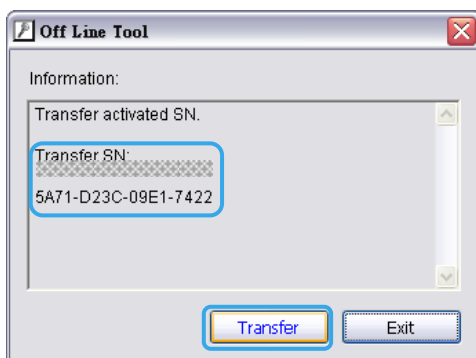 Off Line Tool
Information:
Transfer activated SN.
Transfer SN:
5A71-D23C-09E1-7422
Transfer
Exit